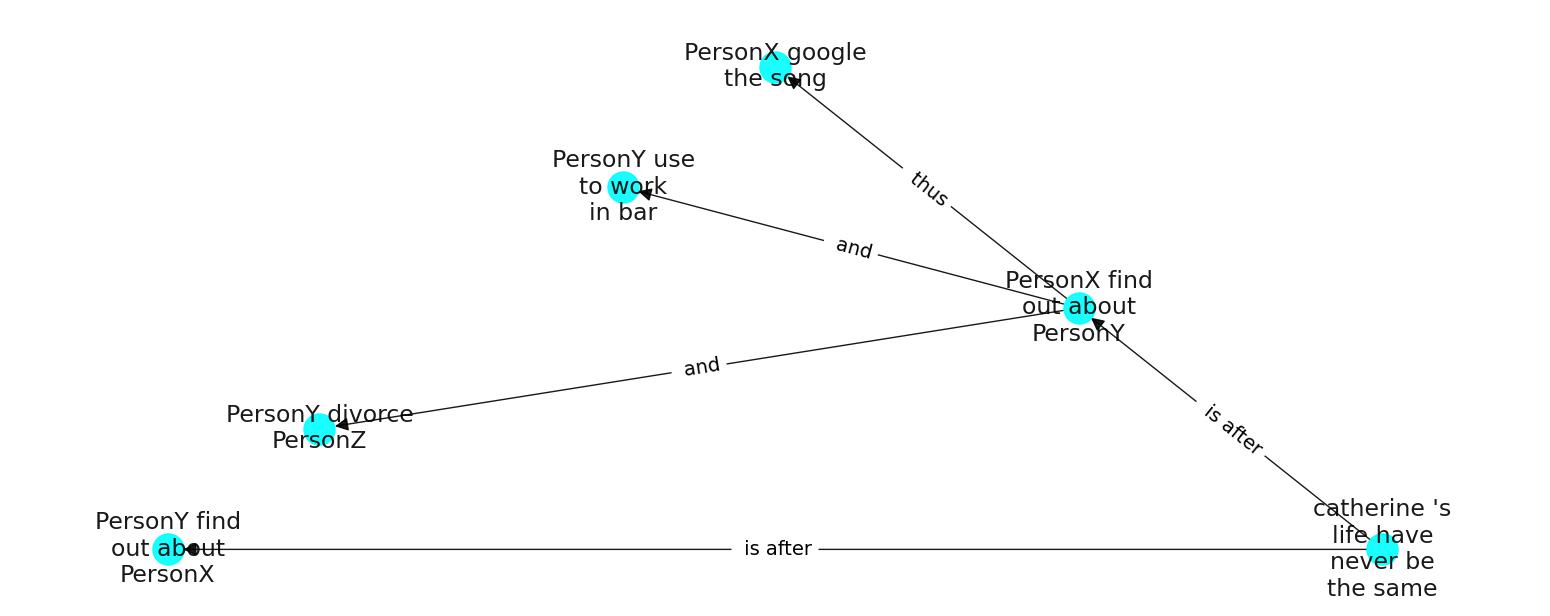 PersonX google
the song
thus
PersonY use
to work
in bar
and
PersonX find
out about
PersonY
and
PersonY divorce
PersonZ
is after
PersonY find
out about
PersonX
is after
catherine 's
life have
never be
the same